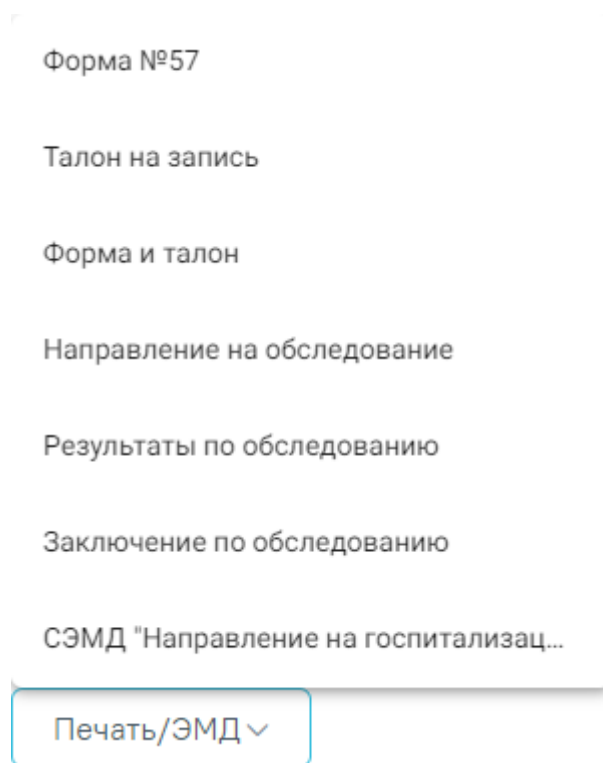 Форма №57
Талон на запись
Форма и талон
Направление на обследование
Результаты по обследованию
Заключение по обследованию
СЭМД "Направление на госпитализац...
Печать/ЭМД